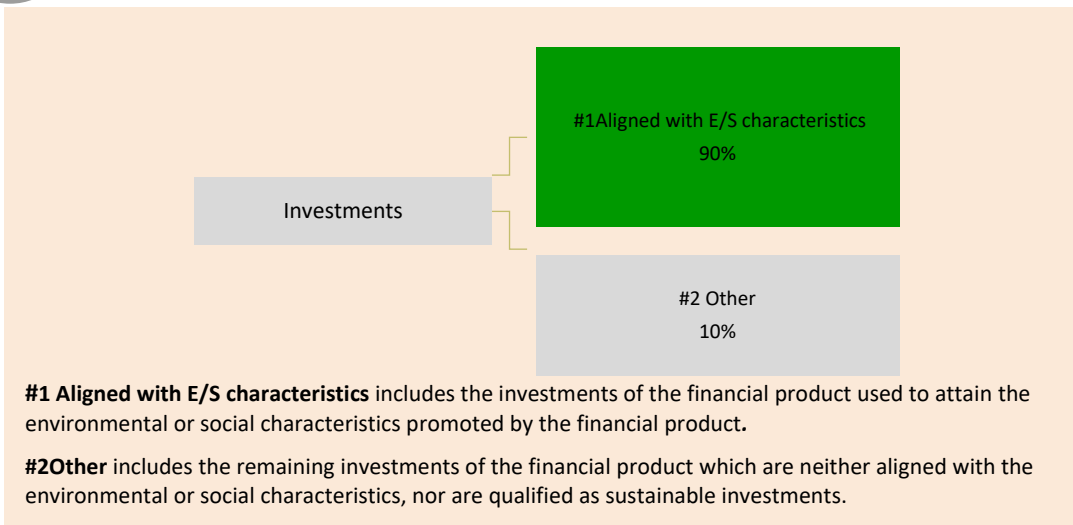 #1Aligned with E/S characteristics
90%
Investments
#2 Other
10%
#1 Aligned with E/S characteristics includes the investments of the financial product used to attain the
environmental or social characteristics promoted by the financial product.
#2Other includes the remaining investments of the financial product which are neither aligned with the
environmental or social characteristics, nor are qualified as sustainable investments.